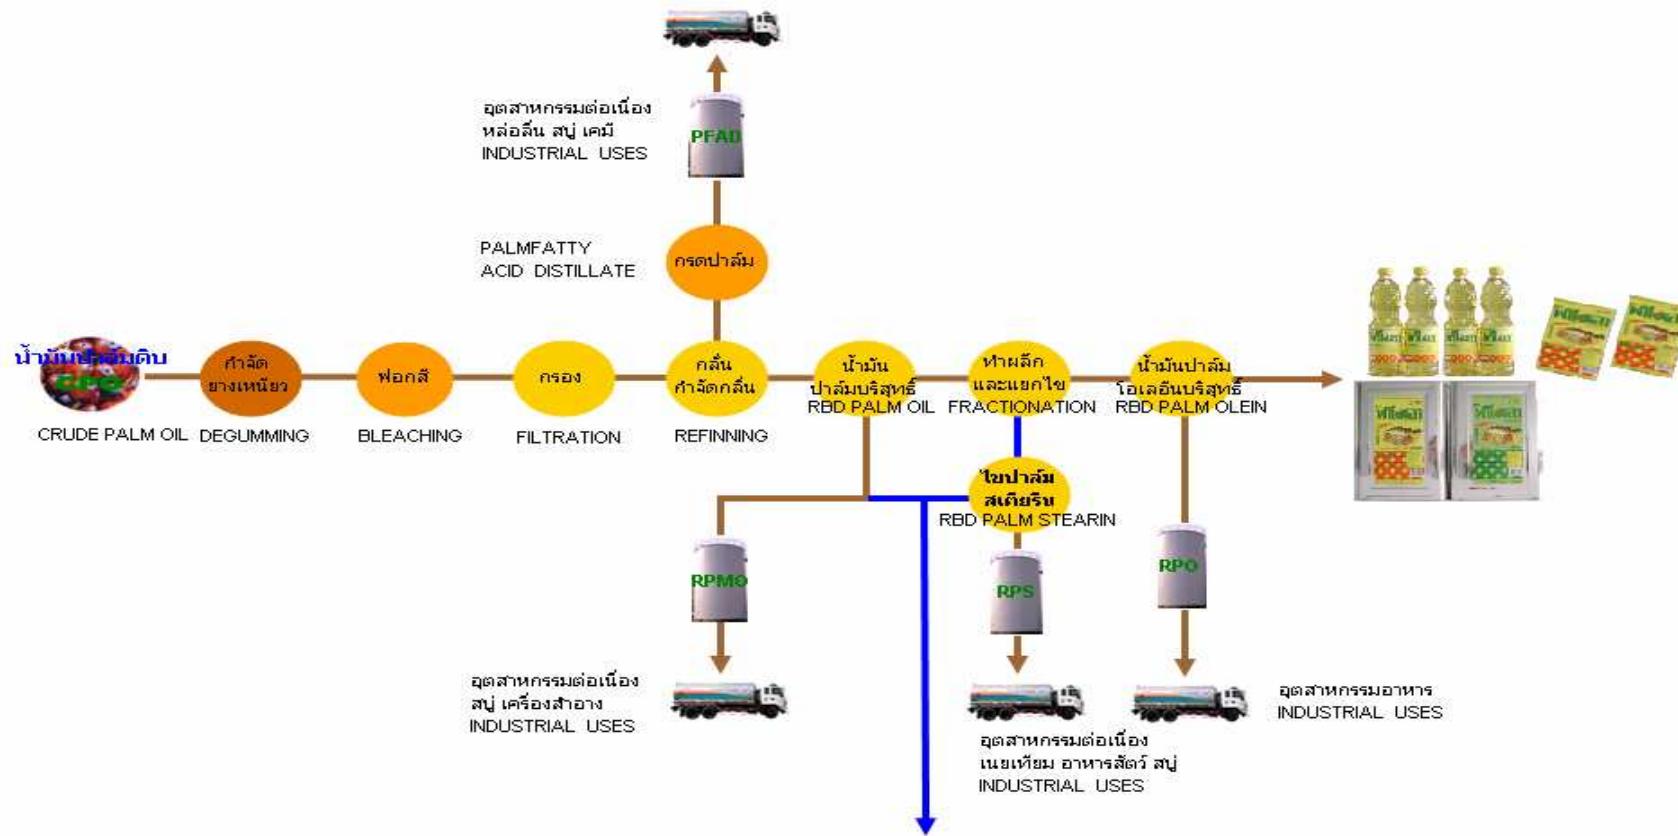 อุตสาหกรรมต่อเนื่อง
หล่อลื่น สบู่ เคมี
INDUSTRIAL USES
PFAD
PALMFATTY
ACID DISTILLATE
กรดปาล์ม
น้ำมันปาล์มดิบ
CPO
CRUDE PALM OIL
กำจัด
ยางเหนียว
DEGUMMING
ฟอกสี
BLEACHING
กรอง
FILTRATION
กลั่น
กำจัดกลิ่น
REFINNING
น้ำมัน
ปาล์มบริสุทธิ์
RBD PALM OIL
ทำผลึก
และแยกไข
FRACTIONATION
น้ำมันปาล์ม
โอเลอีนบริสุทธิ์
RBD PALM OLEIN
ไขปาล์ม
สเตียรีน
RBD PALM STEARIN
RPMO
RPS
RPO
อุตสาหกรรมต่อเนื่อง
สบู่ เครื่องสำอาง
INDUSTRIAL USES
อุตสาหกรรมต่อเนื่อง
เนยเทียม อาหารสัตว์ สบู่
INDUSTRIAL USES
อุตสาหกรรมอาหาร
INDUSTRIAL USES